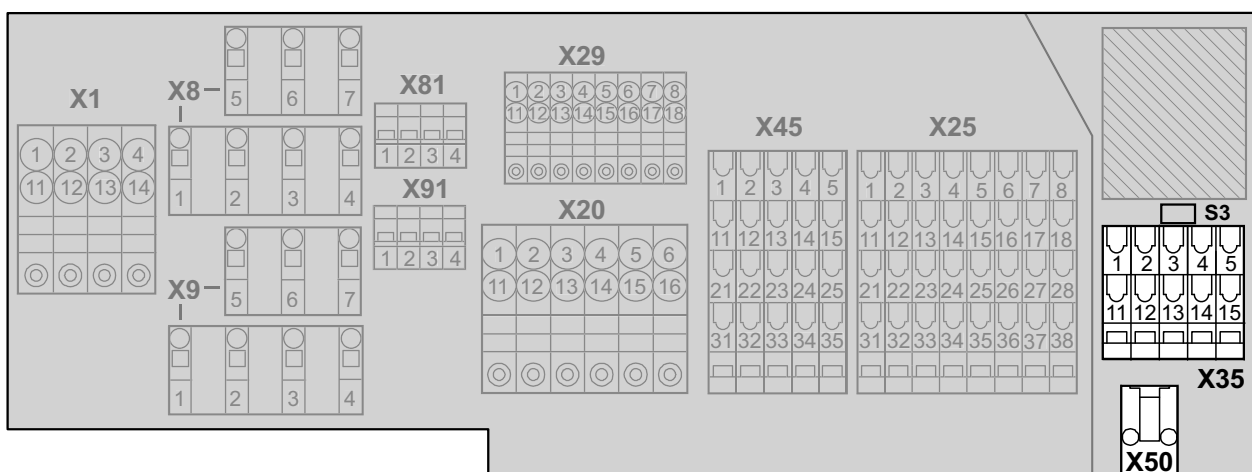 X1
1 2 3 4
11 12 13 14
X8
5 6 7
1 2 3 4
X9
5 6 7
1 2 3 4
X81
1 2 3 4
X91
1 2 3 4
X29
1 2 3 4 5 6 7 8
11 12 13 14 15 16 17 18
X20
1 2 3 4 5 6
11 12 13 14 15 16
X45
1 2 3 4 5
11 12 13 14 15
21 22 23 24 25
31 32 33 34 35
X25
1 2 3 4 5 6 7 8
11 12 13 14 15 16 17 18
21 22 23 24 25 26 27 28
31 32 33 34 35 36 37 38
S3
1 2 3 4 5
11 12 13 14 15
X35
X50